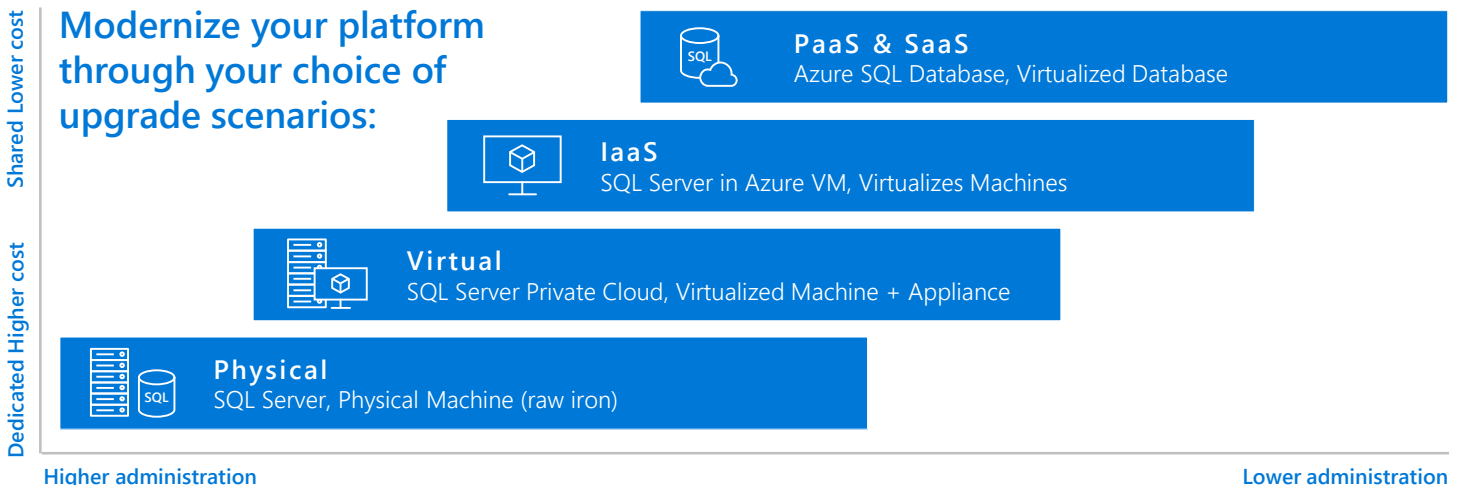 Modernize your platform
through your choice of
upgrade scenarios:
Shared Lower cost
Dedicated Higher cost
SQL
PaaS & SaaS
Azure SQL Database, Virtualized Database
IaaS
SQL Server in Azure VM, Virtualizes Machines
Virtual
SQL Server Private Cloud, Virtualized Machine + Appliance
SQL
Physical
SQL Server, Physical Machine (raw iron)
Higher administration
Lower administration